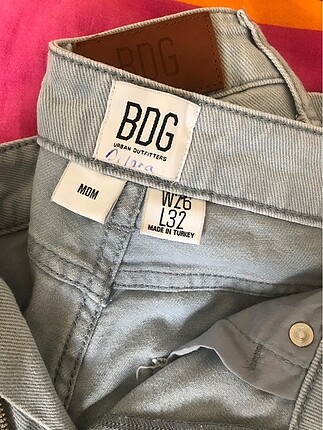 BDG
BDG
URBAN OUTFITTERS
MOM
W26
L32
MADE IN TURKEY